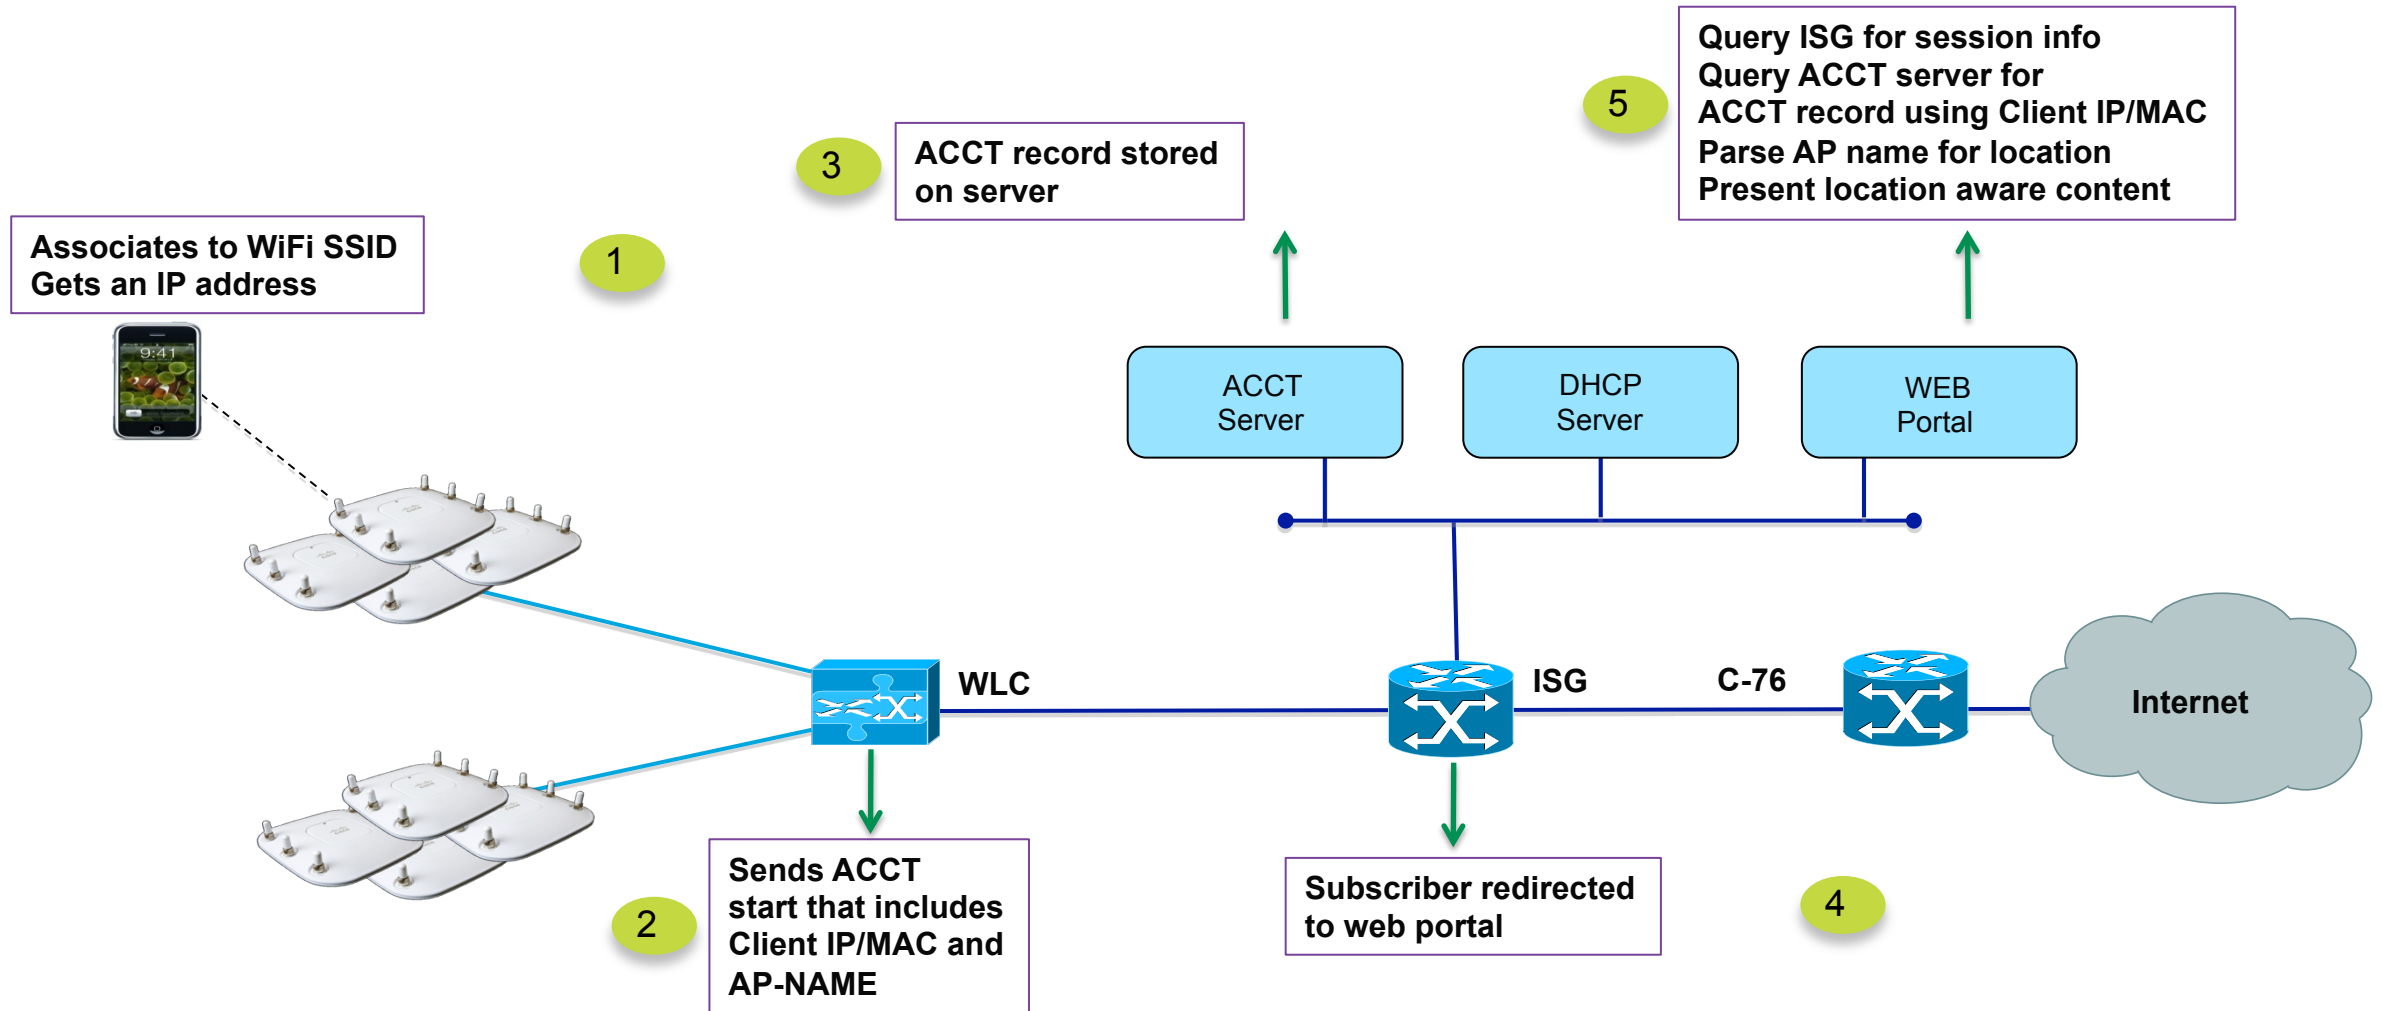 Query ISG for session info
Query ACCT server for
ACCT record using Client IP/MAC
Parse AP name for location
Present location aware content
5
3
ACCT record stored
on server
Associates to WiFi SSID
Gets an IP address
1
9:41
ACCT
Server
DHCP
Server
WEB
Portal
WLC
ISG
C-76
Internet
2
Sends ACCT
start that includes
Client IP/MAC and
AP-NAME
Subscriber redirected
to web portal
4